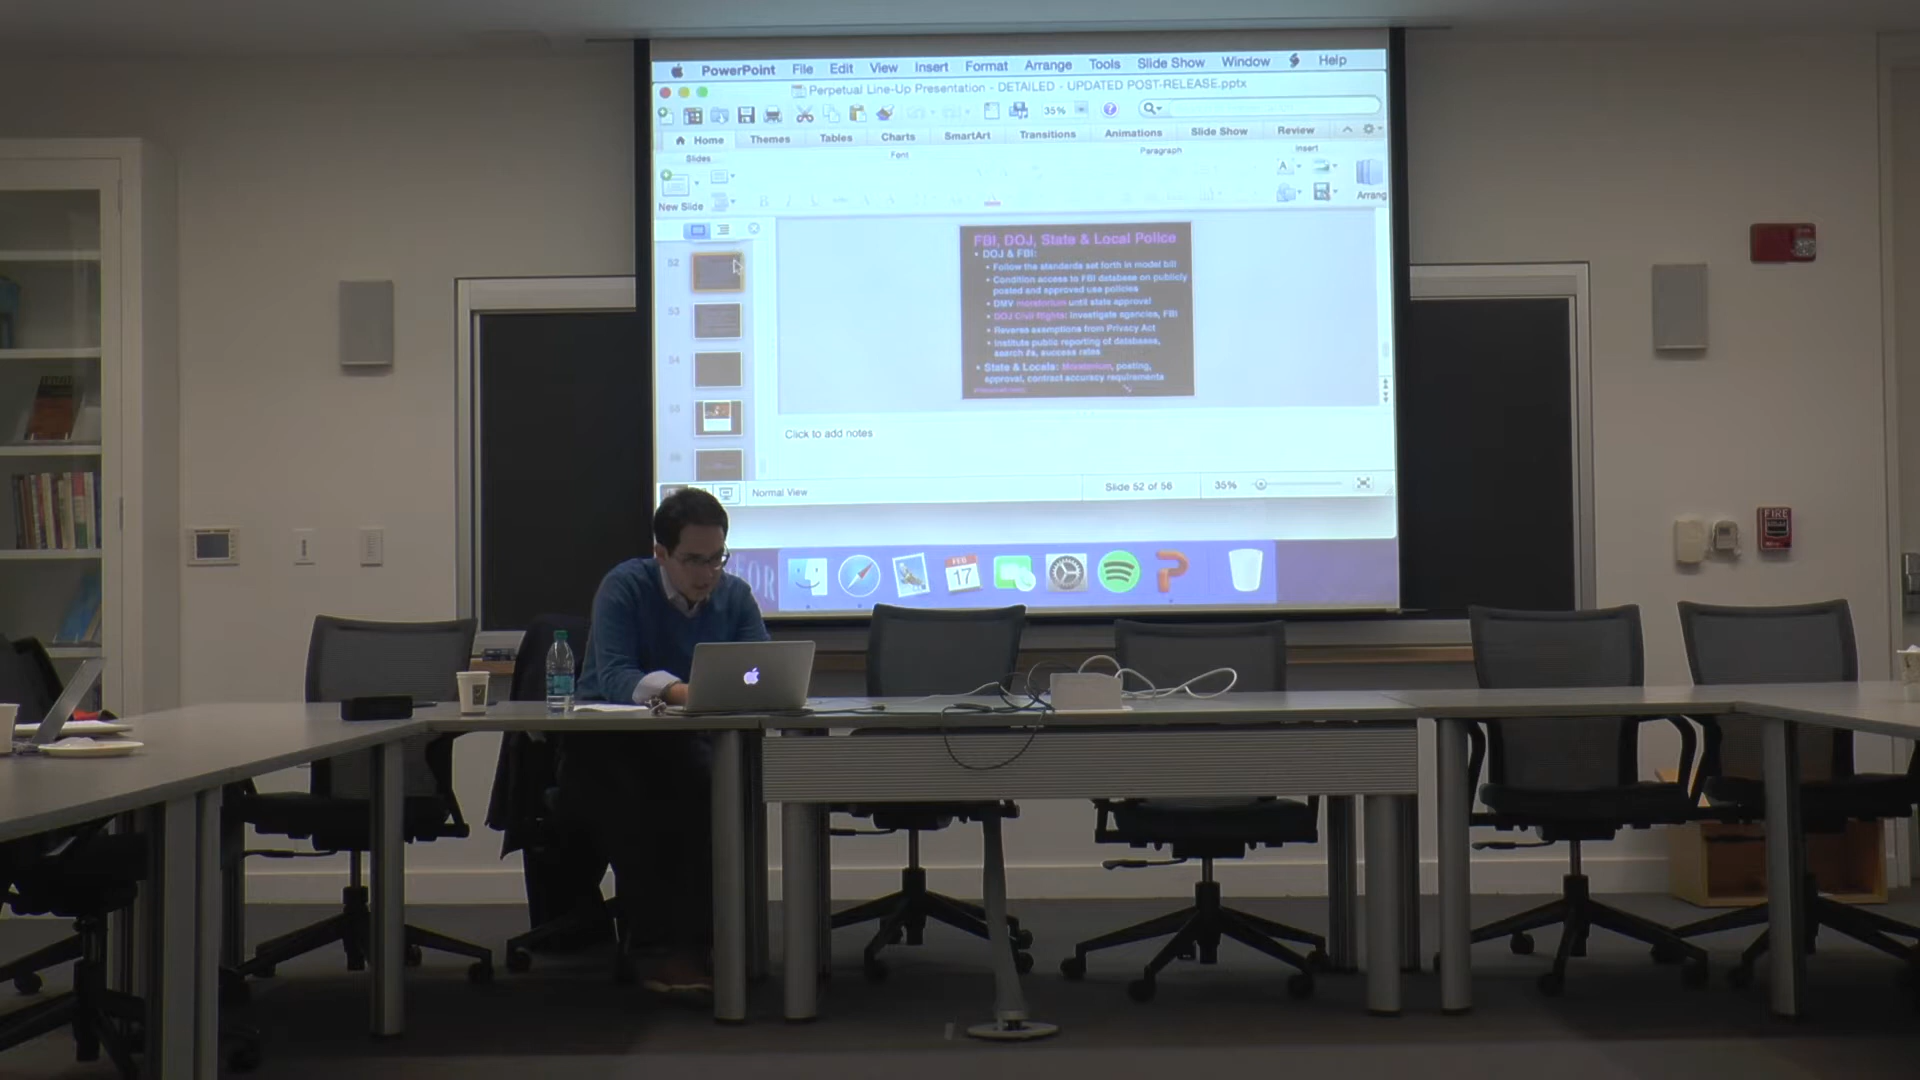 PowerPoint File Edit View Insert Format Arrange Tools Slide Show Window Help
Perpetual Line-Up Presentation - DETAILED - UPDATED POST-RELEASE.pptx
35%
Home Themes Tables Charts SmartArt Transitions Animations Slide Show Review
Slides Font Paragraph Insert
New Slide Arrang
52
53
54
FBI, DOJ, State & Local Police
• DOJ & FBI:
• Follow the standards set forth in model bill
• Condition access to FBI database on publicly
posted and approved use policies
• DMV moratorium until state approval
• DOJ Civil Rights: Investigate agencies, FBI
• Reverse exemptions from Privacy Act
• Institute public reporting of databases,
search #s, success rates
• State & Locals: Moratorium, posting,
approval, contract accuracy requirements
Click to add notes
Normal View Slide 52 of 56 35%
FEB
17
FIRE